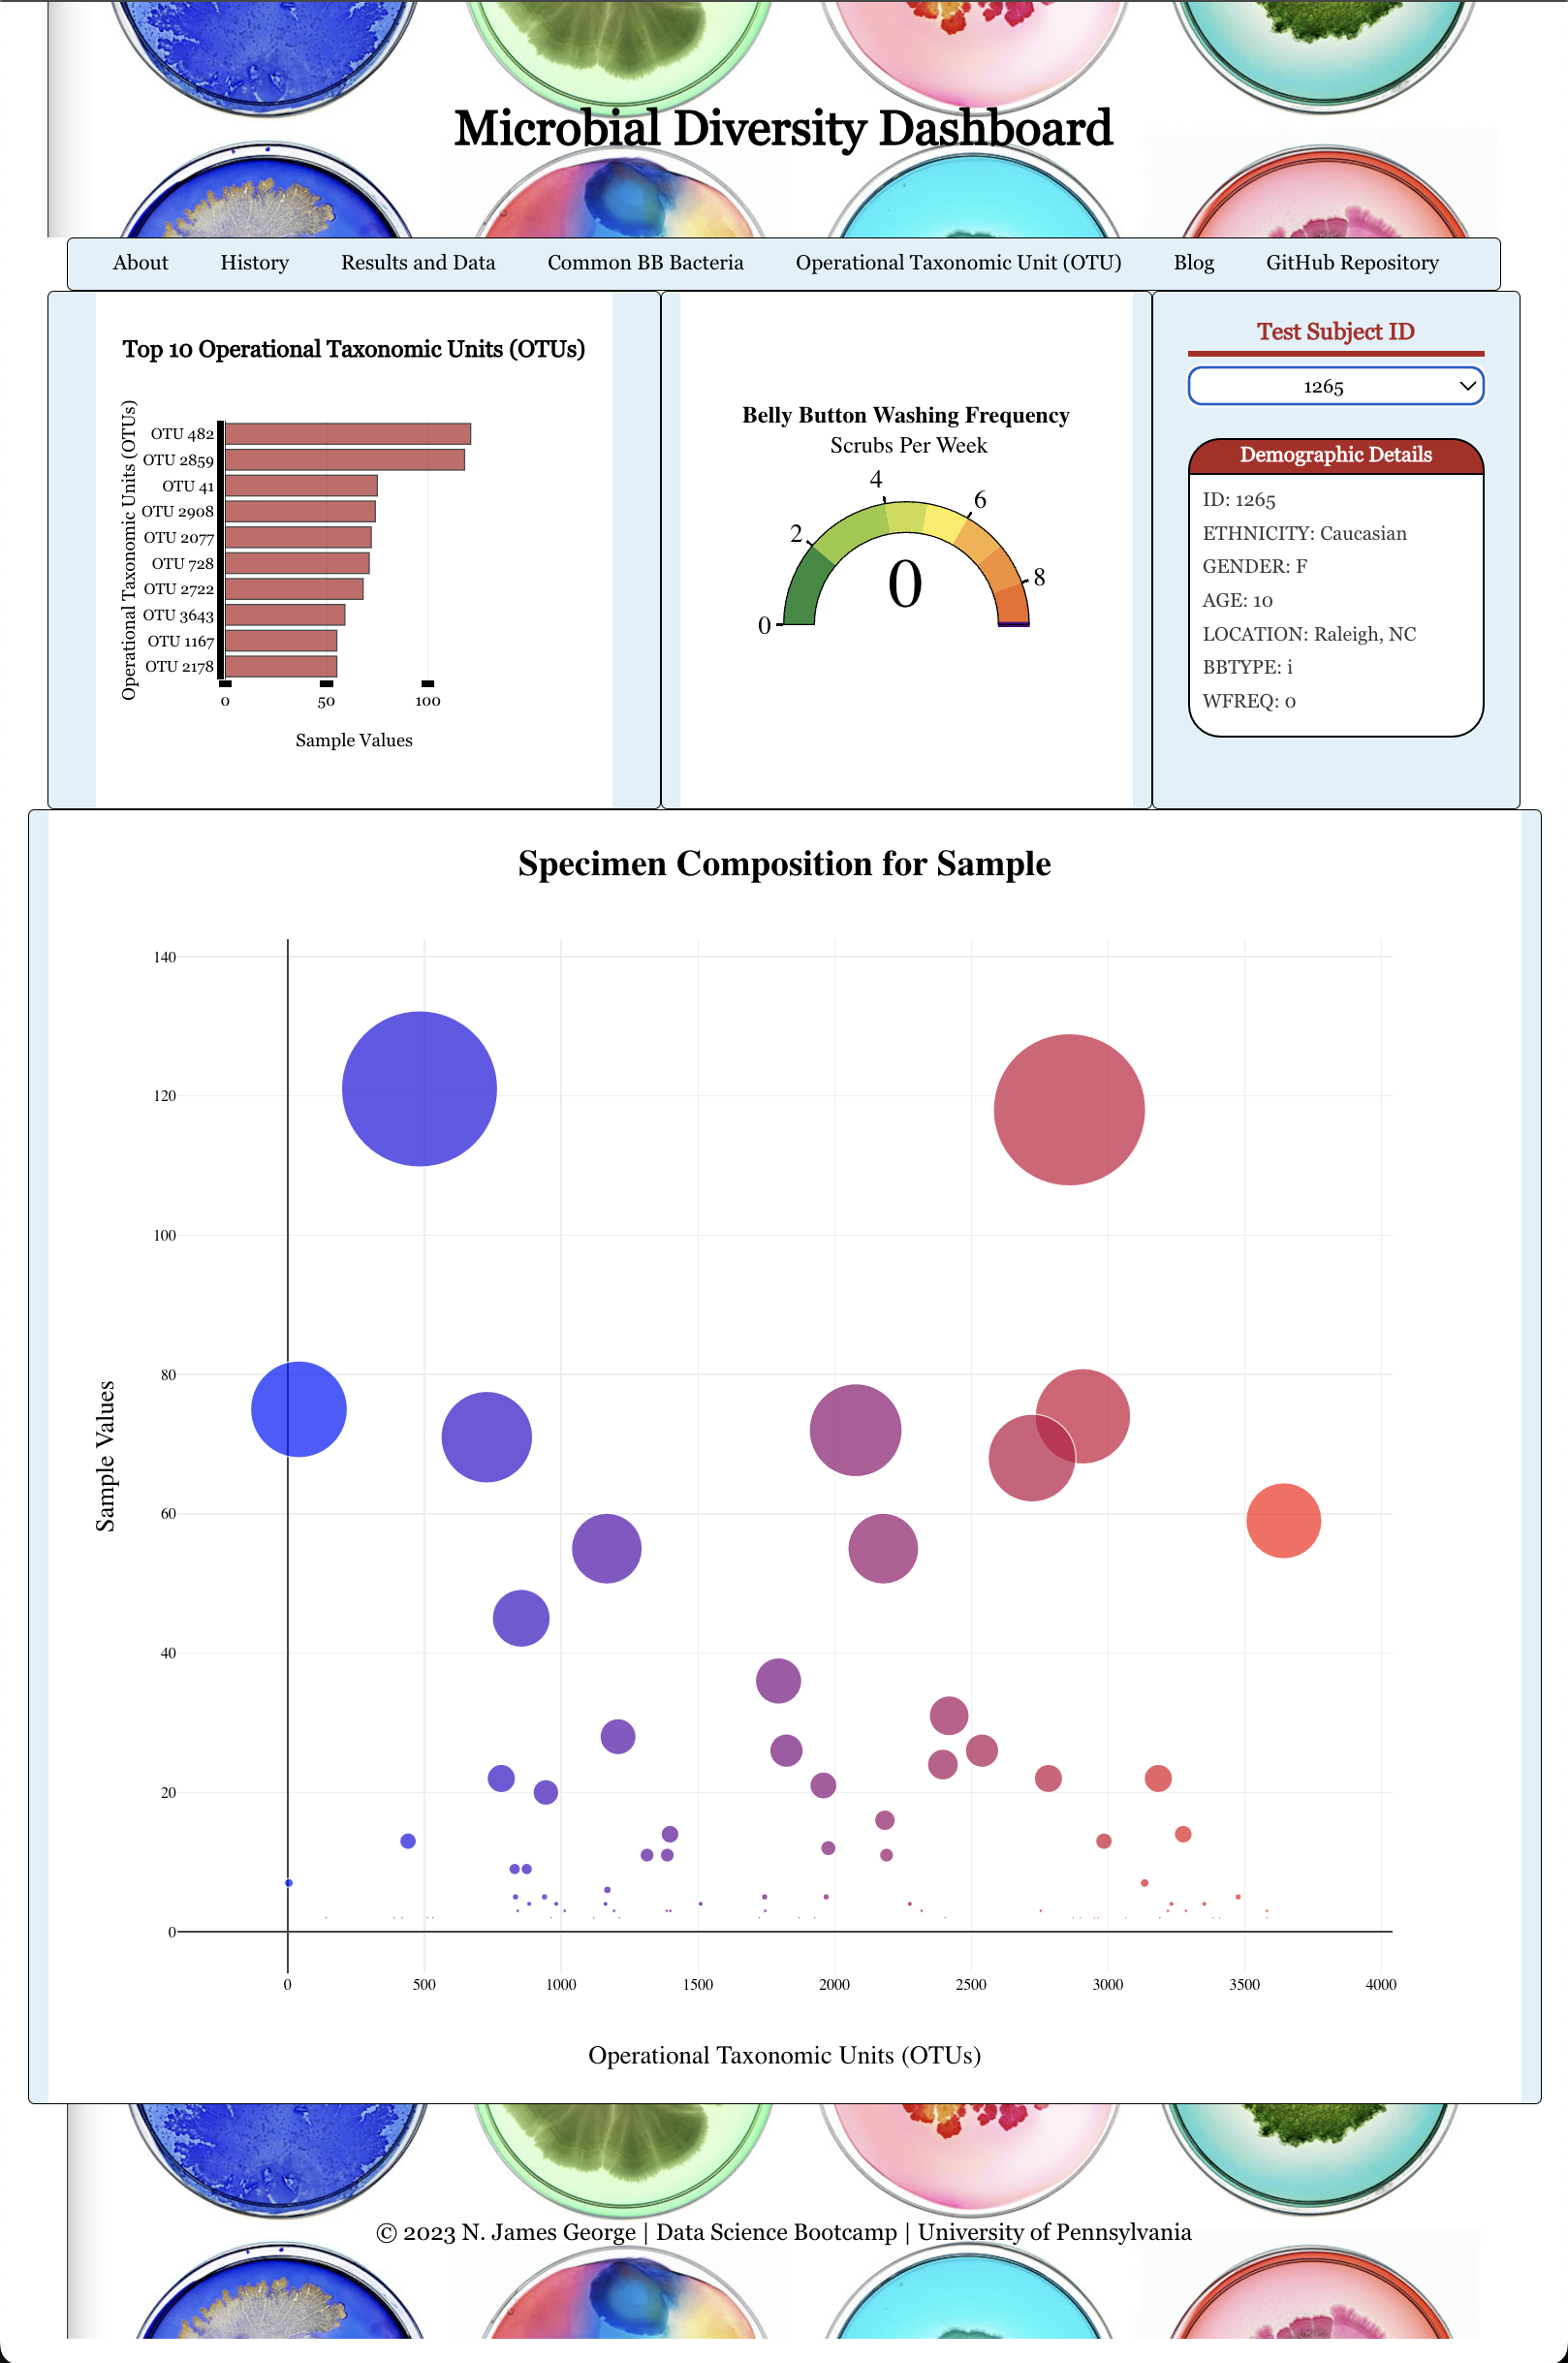 Microbial Diversity Dashboard
About History Results and Data Common BB Bacteria Operational Taxonomic Unit (OTU) Blog GitHub Repository
Top 10 Operational Taxonomic Units (OTUs)
Operational Taxonomic Units (OTUs)
OTU 482
OTU 2859
OTU 41
OTU 2908
OTU 2077
OTU 728
OTU 2722
OTU 3643
OTU 1167
OTU 2178
0 50 100
Sample Values
Belly Button Washing Frequency
Scrubs Per Week
0
2
4
6
8
0
Test Subject ID
1265
Demographic Details
ID: 1265
ETHNICITY: Caucasian
GENDER: F
AGE: 10
LOCATION: Raleigh, NC
BBTYPE: i
WFREQ: 0
Specimen Composition for Sample
Sample Values
140
120
100
80
60
40
20
0
0 500 1000 1500 2000 2500 3000 3500 4000
Operational Taxonomic Units (OTUs)
© 2023 N. James George | Data Science Bootcamp | University of Pennsylvania